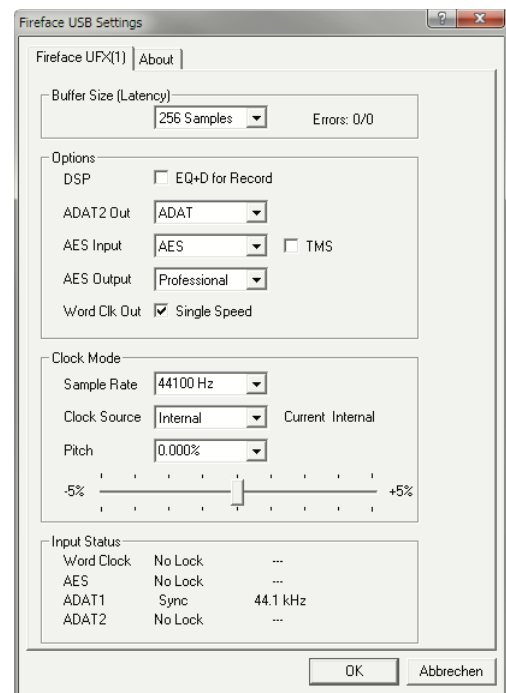 Fireface USB Settings
Fireface UFX(1) About
Buffer Size (Latency)
256 Samples Errors: 0/0
Options
DSP EQ+D for Record
ADAT2 Out ADAT
AES Input AES TMS
AES Output Professional
Word Clk Out Single Speed
Clock Mode
Sample Rate 44100 Hz
Clock Source Internal Current Internal
Pitch 0.000%
-5% +5%
Input Status
Word Clock No Lock ---
AES No Lock ---
ADAT1 Sync 44.1 kHz
ADAT2 No Lock ---
OK Abbrechen